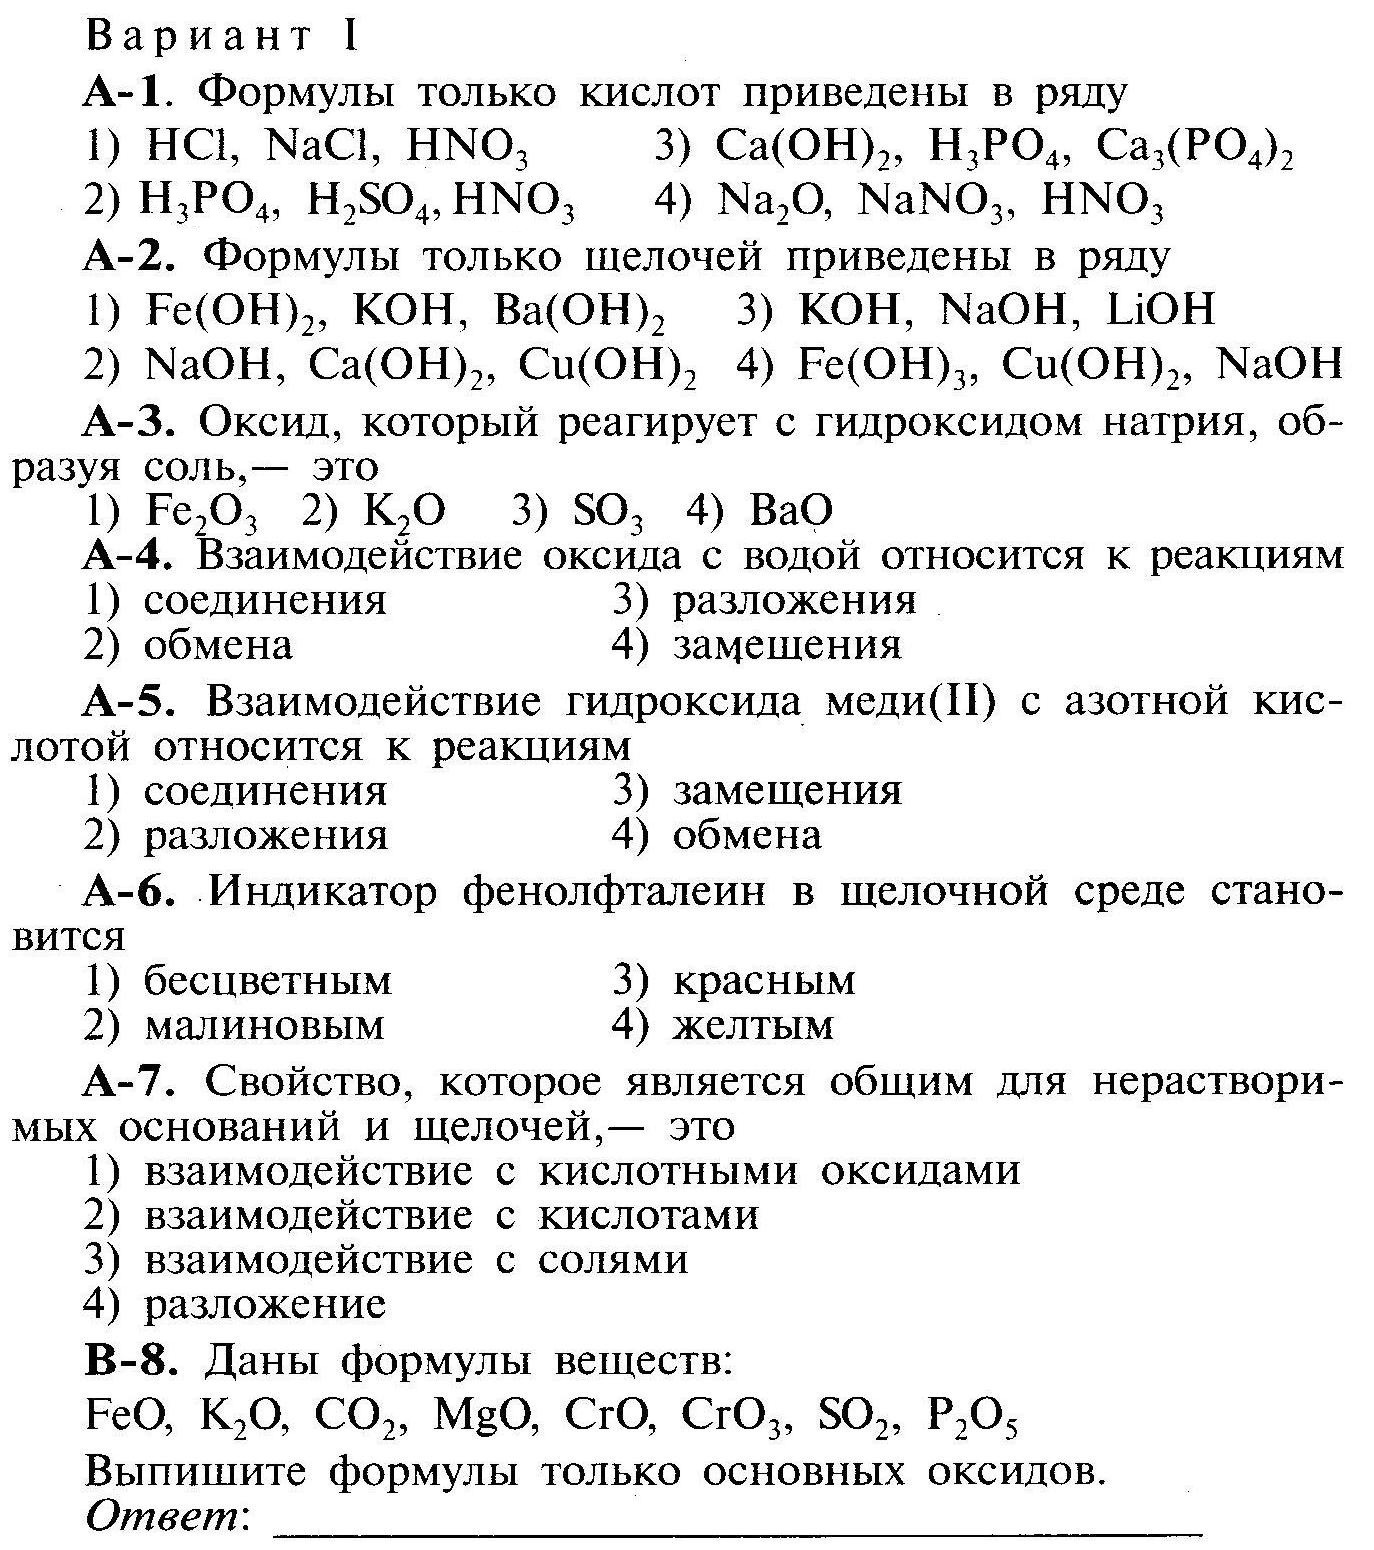 Вариант I
А-1. Формулы только кислот приведены в ряду
1) HCl, NaCl, HNO₃ 3) Ca(OH)₂, H₃PO₄, Ca₃(PO₄)₂
2) H₃PO₄, H₂SO₄, HNO₃ 4) Na₂O, NaNO₃, HNO₃
А-2. Формулы только щелочей приведены в ряду
1) Fe(OH)₂, KOH, Ba(OH)₂ 3) KOH, NaOH, LiOH
2) NaOH, Ca(OH)₂, Cu(OH)₂ 4) Fe(OH)₃, Cu(OH)₂, NaOH
А-3. Оксид, который реагирует с гидроксидом натрия, об-
разуя соль,— это
1) Fe₂O₃ 2) K₂O 3) SO₃ 4) BaO
А-4. Взаимодействие оксида с водой относится к реакциям
1) соединения 3) разложения
2) обмена 4) замещения
А-5. Взаимодействие гидроксида меди(II) с азотной кис-
лотой относится к реакциям
1) соединения 3) замещения
2) разложения 4) обмена
А-6. Индикатор фенолфталеин в щелочной среде стано-
вится
1) бесцветным 3) красным
2) малиновым 4) желтым
А-7. Свойство, которое является общим для нераствори-
мых оснований и щелочей,— это
1) взаимодействие с кислотными оксидами
2) взаимодействие с кислотами
3) взаимодействие с солями
4) разложение
В-8. Даны формулы веществ:
FeO, K₂O, CO₂, MgO, CrO, CrO₃, SO₂, P₂O₅
Выпишите формулы только основных оксидов.
Ответ: